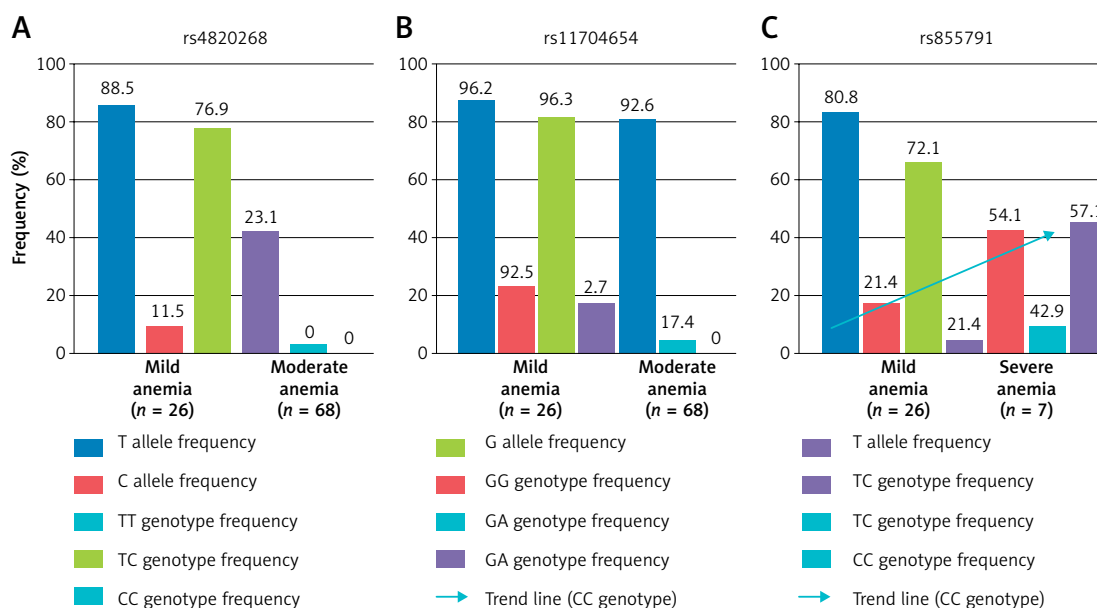 A
rs4820268
Frequency (%)
100
80
60
40
20
0
88.5
11.5
76.9
23.1
0
0
Mild
anemia
(n = 26)
Moderate
anemia
(n = 68)
T allele frequency
C allele frequency
TT genotype frequency
TC genotype frequency
CC genotype frequency
B
rs11704654
100
80
60
40
20
0
96.2
92.5
96.3
2.7
92.6
17.4
0
Mild
anemia
(n = 26)
Moderate
anemia
(n = 68)
G allele frequency
GG genotype frequency
GA genotype frequency
GA genotype frequency
Trend line (CC genotype)
C
rs855791
100
80
60
40
20
0
80.8
21.4
72.1
21.4
54.1
42.9
57.1
Mild
anemia
(n = 26)
Severe
anemia
(n = 7)
T allele frequency
TC genotype frequency
TC genotype frequency
CC genotype frequency
Trend line (CC genotype)